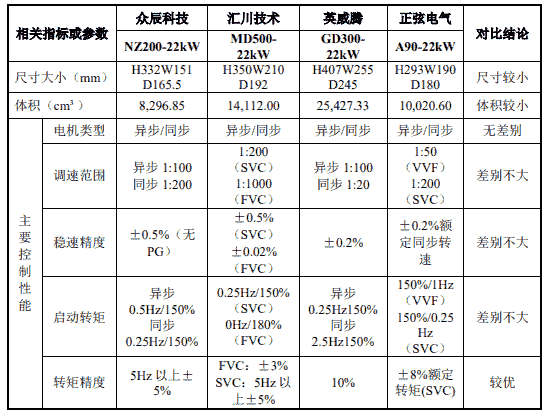 相关指标或参数 众辰科技 汇川技术 英威腾 正弦电气 对比结论
NZ200-22kW MD500-22kW GD300-22kW A90-22kW
尺寸大小（mm） H332W151D165.5 H350W210D192 H407W255D245 H293W190D180 尺寸较小
体积（cm³ ） 8,296.85 14,112.00 25,427.33 10,020.60 体积较小
主要控制性能
电机类型 异步/同步 异步/同步 异步/同步 异步/同步 无差别
调速范围 异步 1:100 同步 1:200 1:200（SVC）1:1000（FVC） 异步 1:100 同步 1:20 1:50（VVF）1:200（SVC） 差别不大
稳速精度 ±0.5%（无PG） ±0.5%（SVC）±0.02%（FVC） ±0.2% ±0.2%额定同步转速 差别不大
启动转矩 异步 0.5Hz/150% 同步 0.25Hz/150% 0.25Hz/150%（SVC）0Hz/180%（FVC） 异步 0.25Hz/150% 同步 2.5Hz150% 150%/1Hz（VVF）150%/0.25Hz（SVC） 差别不大
转矩精度 5Hz 以上±5% FVC：±3% SVC：5Hz 以上±5% 10% ±8%额定转矩(SVC) 较优